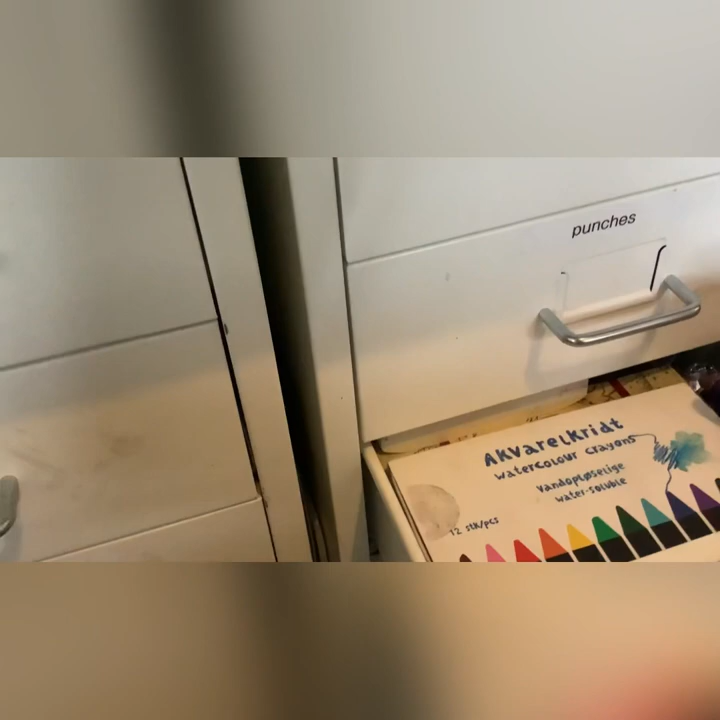 punches
AKvarelKridt
watercolour crayons
vandopløselige
water-soluble
12 stk/pcs